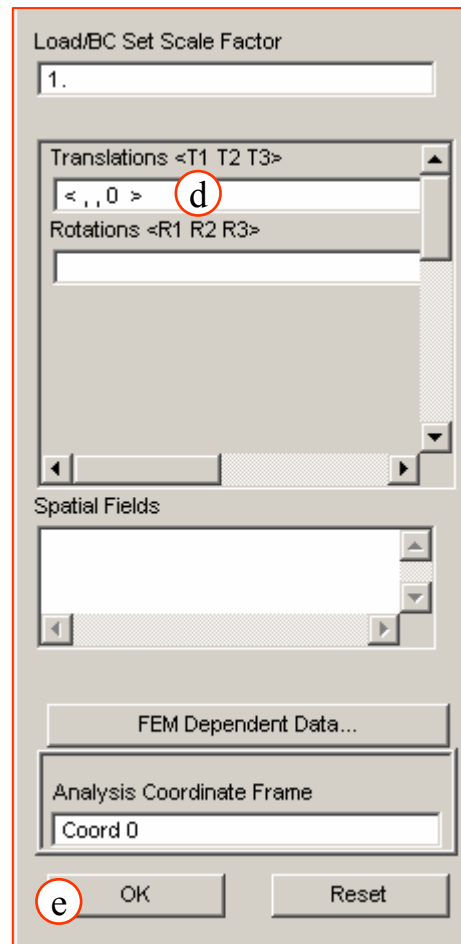 Load/BC Set Scale Factor
1.
Translations <T1 T2 T3>
< , , 0 > d
Rotations <R1 R2 R3>
Spatial Fields
FEM Dependent Data...
Analysis Coordinate Frame
Coord 0
e OK Reset